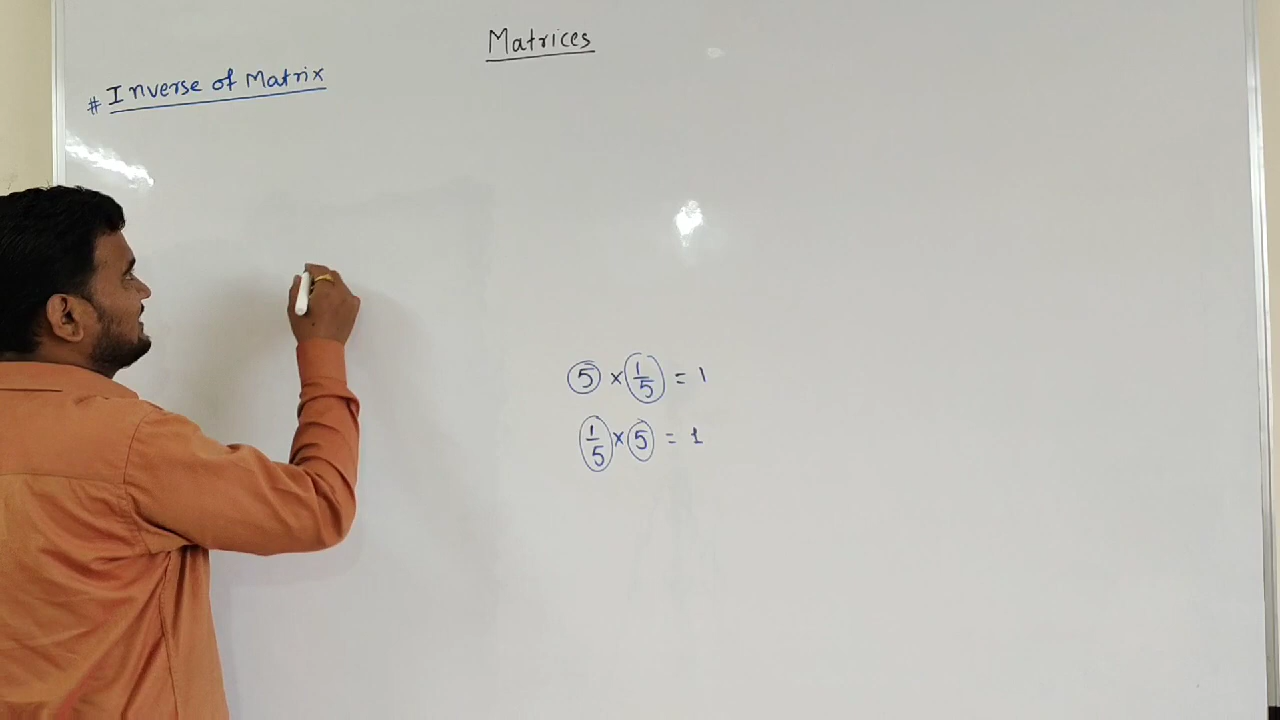 Matrices
# Inverse of Matrix
5 × 1/5 = 1
1/5 × 5 = 1